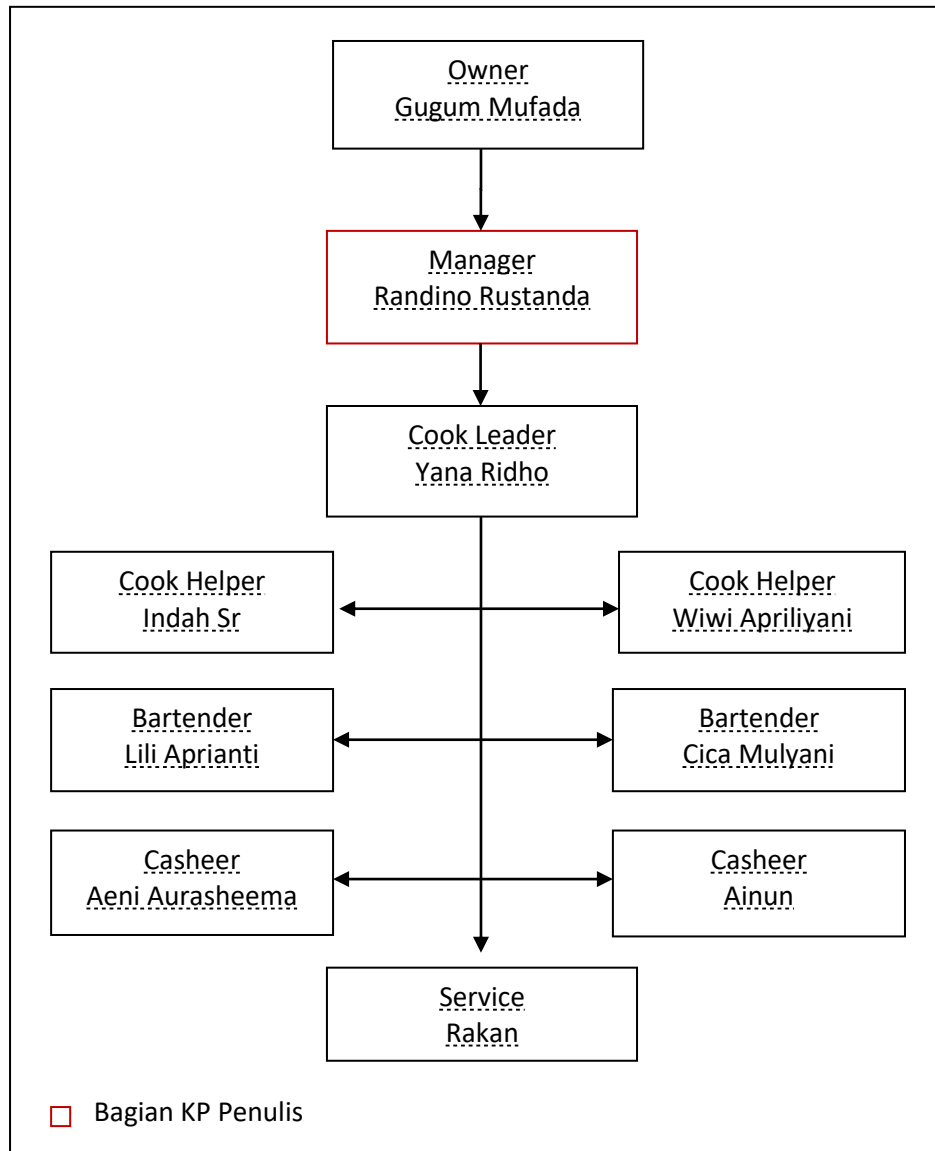 Owner
Gugum Mufada
Manager
Randino Rustanda
Cook Leader
Yana Ridho
Cook Helper
Indah Sr
Cook Helper
Wiwi Apriliyani
Bartender
Lili Aprianti
Bartender
Cica Mulyani
Casheer
Aeni Aurasheema
Casheer
Ainun
Service
Rakan
Bagian KP Penulis